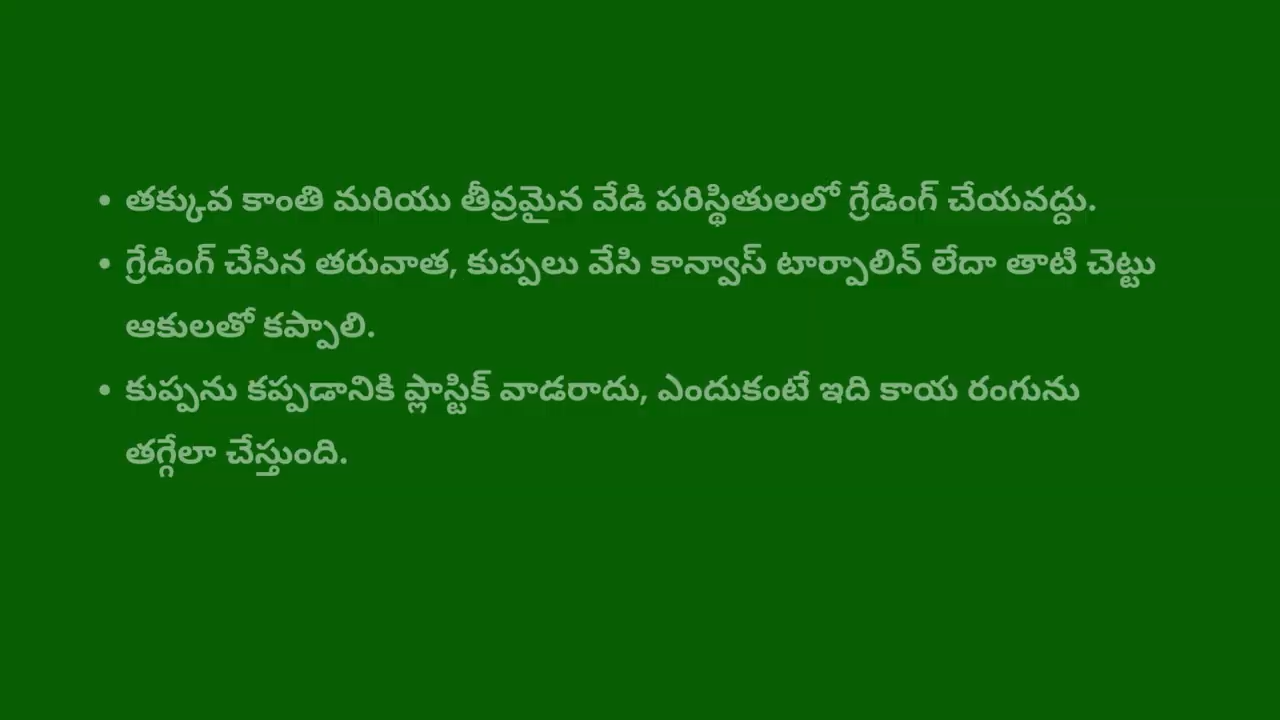 • తక్కువ కాంతి మరియు తీవ్రమైన వేడి పరిస్థితులలో గ్రేడింగ్ చేయవద్దు.
• గ్రేడింగ్ చేసిన తరువాత, కుప్పలు వేసి కాన్వాస్ టార్పాలిన్ లేదా తాటి చెట్టు
ఆకులతో కప్పాలి.
• కుప్పను కప్పడానికి ప్లాస్టిక్ వాడరాదు, ఎందుకంటే ఇది కాయ రంగును
తగ్గేలా చేస్తుంది.